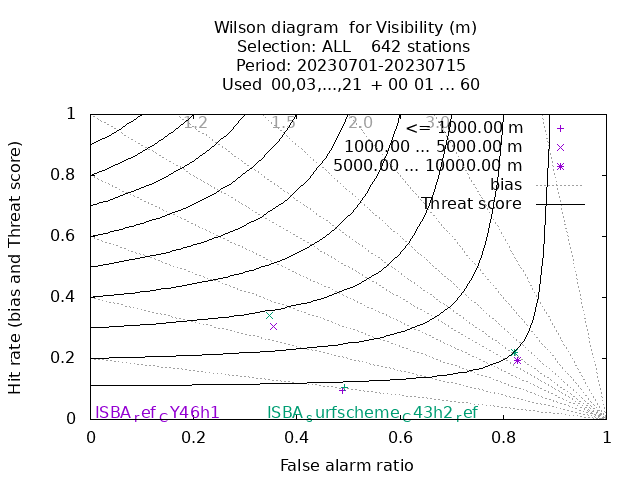 Wilson diagram  for Visibility (m)
Selection: ALL    642 stations
Period: 20230701-20230715
Used  00,03,...,21  + 00 01 ... 60
1.2 1.5 2.0 3.0
<= 1000.00 m
1000.00 ... 5000.00 m
5000.00 ... 10000.00 m
bias
Threat score
Hit rate (bias and Threat score)
1
0.8
0.6
0.4
0.2
0
ISBA_ref_CY46h1 ISBA_surfscheme_C43h2_ref
0 0.2 0.4 0.6 0.8 1
False alarm ratio